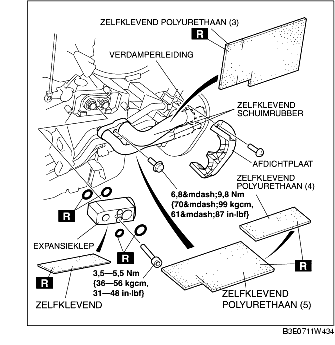 ZELFKLEVEND POLYURETHAAN (3)
R
VERDAMPERLEIDING
ZELFKLEVEND
SCHUIMRUBBER
AFDICHTPLAAT
ZELFKLEVEND
POLYURETHAAN (4)
6,8&mdash;9,8 Nm
{70&mdash;99 kgcm,
61&mdash;87 in-lbf}
R
EXPANSIEKLEP
R
R
R
3,5—5,5 Nm
{36—56 kgcm,
31—48 in-lbf}
ZELFKLEVEND
ZELFKLEVEND
POLYURETHAAN (5)
B3E0711W434